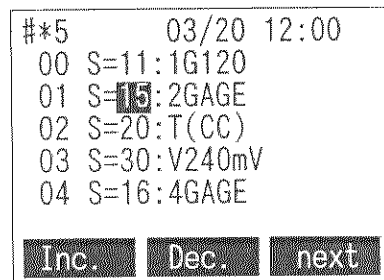 #*5 03/20 12:00
00 S=11:1G120
01 S=15:2GAGE
02 S=20:T(CC)
03 S=30:V240mV
04 S=16:4GAGE
Inc. Dec. next